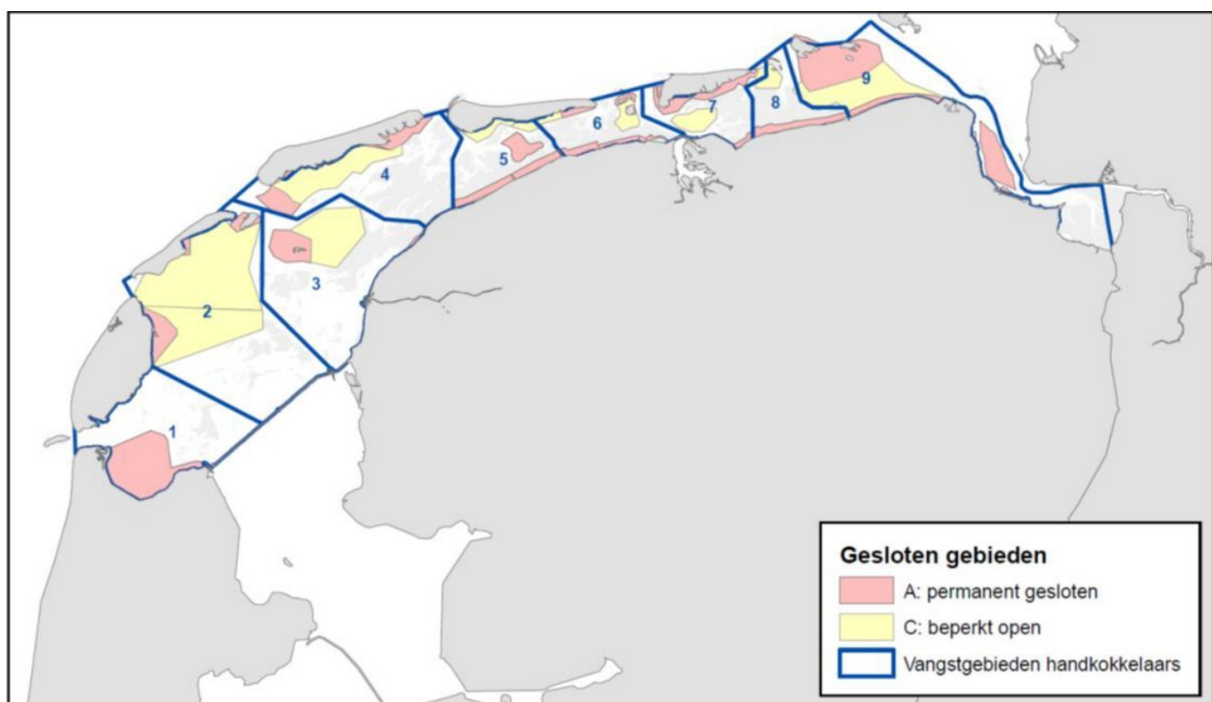 9
7
8
6
5
4
3
2
1
Gesloten gebieden
A: permanent gesloten
C: beperkt open
Vangstgebieden handkokkelaars